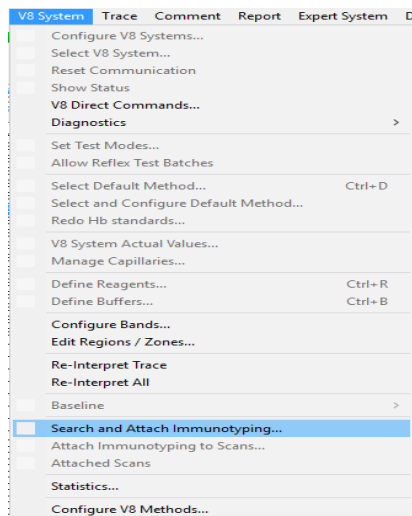 V8 System Trace Comment Report Expert System
Configure V8 Systems...
Select V8 System...
Reset Communication
Show Status
V8 Direct Commands...
Diagnostics >
Set Test Modes...
Allow Reflex Test Batches
Select Default Method... Ctrl+D
Select and Configure Default Method...
Redo Hb standards...
V8 System Actual Values...
Manage Capillaries...
Define Reagents... Ctrl+R
Define Buffers... Ctrl+B
Configure Bands...
Edit Regions / Zones...
Re-Interpret Trace
Re-Interpret All
Baseline >
Search and Attach Immunotyping...
Attach Immunotyping to Scans...
Attached Scans
Statistics...
Configure V8 Methods...